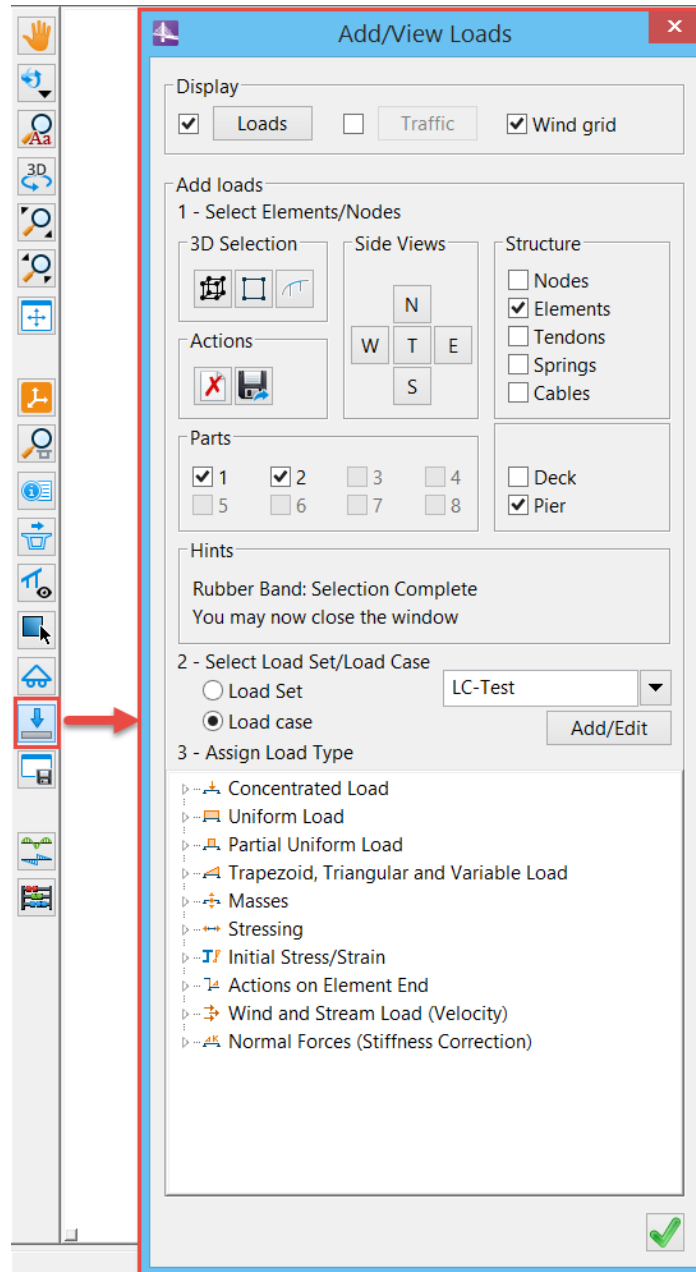 Add/View Loads
Display
Loads Traffic Wind grid
Add loads
1 - Select Elements/Nodes
3D Selection Side Views Structure
Nodes
N Elements
Actions Tendons
W T E Springs
S Cables
Parts
1 2 3 4 Deck
5 6 7 8 Pier
Hints
Rubber Band: Selection Complete
You may now close the window
2 - Select Load Set/Load Case
Load Set LC-Test
Load case Add/Edit
3 - Assign Load Type
Concentrated Load
Uniform Load
Partial Uniform Load
Trapezoid, Triangular and Variable Load
Masses
Stressing
Initial Stress/Strain
Actions on Element End
Wind and Stream Load (Velocity)
Normal Forces (Stiffness Correction)
Aa
3D